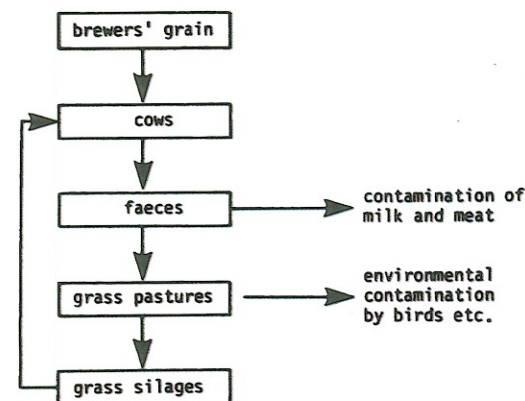 brewers' grain
cows
faeces
contamination of
milk and meat
grass pastures
environmental
contamination
by birds etc.
grass silages